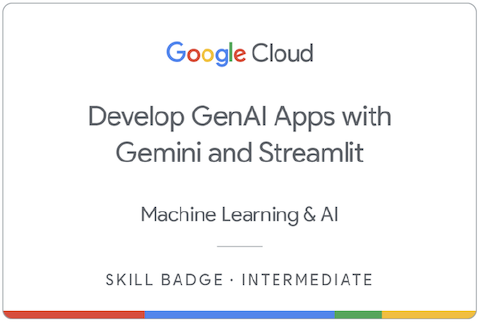 Google Cloud
Develop GenAI Apps with
Gemini and Streamlit
Machine Learning & AI
SKILL BADGE · INTERMEDIATE